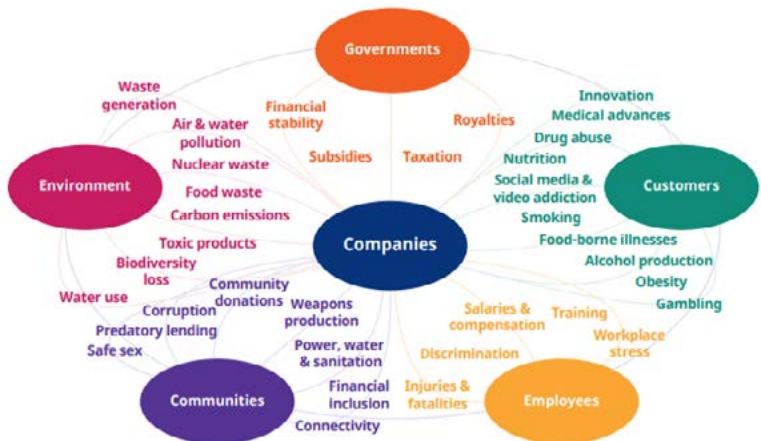 Governments
Waste
generation
Financial
stability
Royalties
Innovation
Medical advances
Air & water
pollution
Drug abuse
Subsidies
Taxation
Nutrition
Nuclear waste
Environment
Food waste
Social media &
video addiction
Customers
Carbon emissions
Smoking
Companies
Toxic products
Food-borne illnesses
Biodiversity
loss
Alcohol production
Community
donations
Obesity
Water use
Corruption
Weapons
production
Gambling
Salaries &
compensation
Training
Predatory lending
Workplace
stress
Safe sex
Power, water
& sanitation
Discrimination
Communities
Financial
inclusion
Injuries &
fatalities
Employees
Connectivity